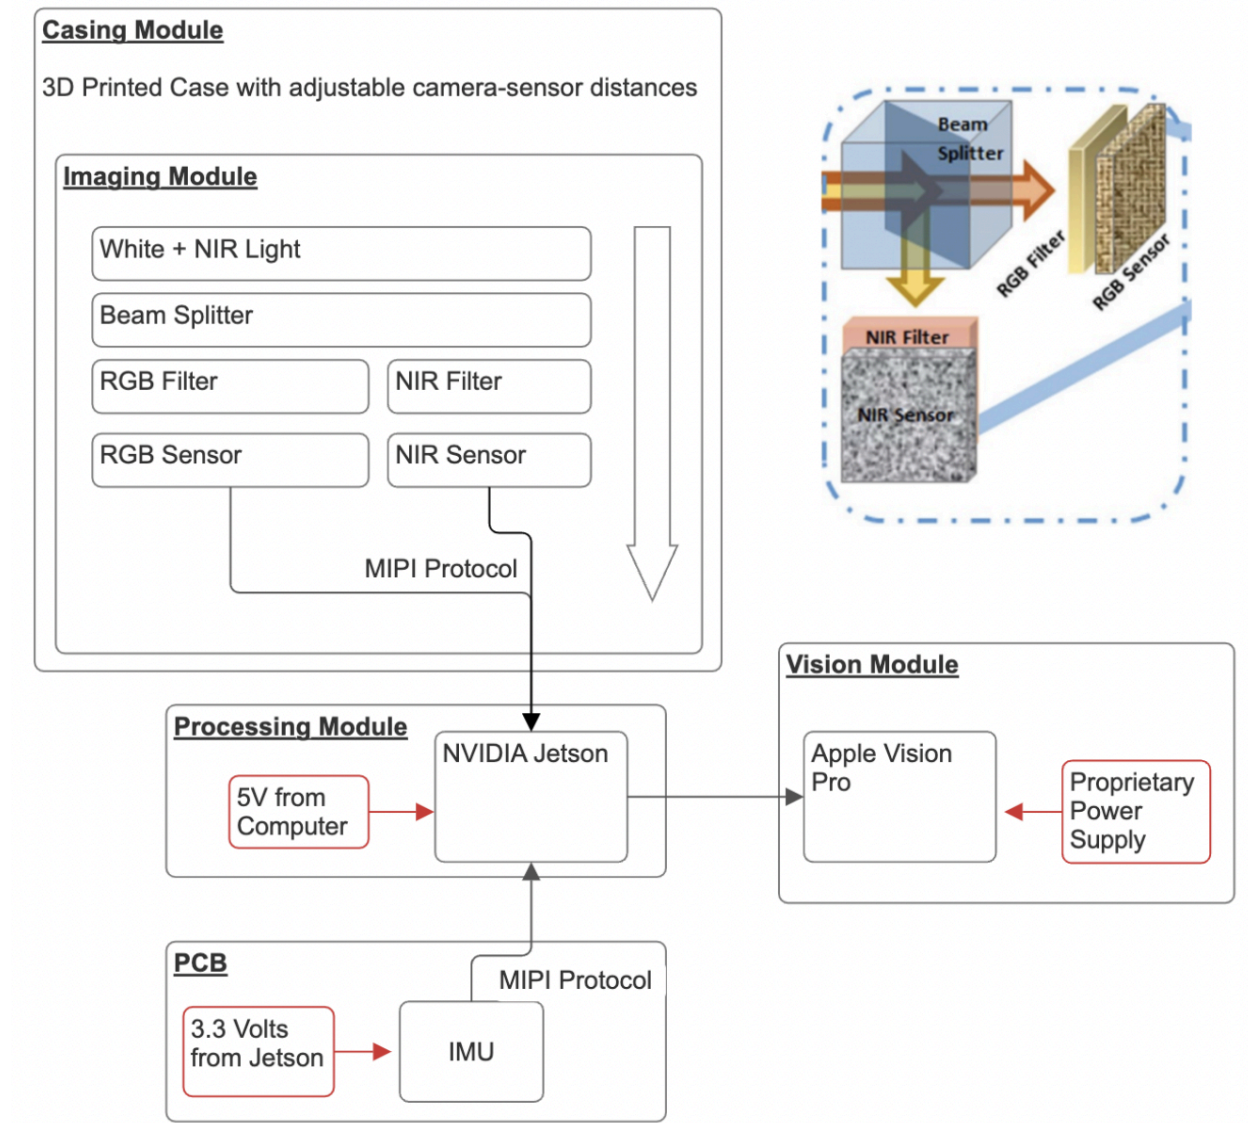 Casing Module
3D Printed Case with adjustable camera-sensor distances
Imaging Module
White + NIR Light
Beam Splitter
RGB Filter
NIR Filter
RGB Sensor
NIR Sensor
MIPI Protocol
Beam
Splitter
RGB Filter
RGB Sensor
NIR Filter
NIR Sensor
Processing Module
NVIDIA Jetson
5V from
Computer
Vision Module
Apple Vision
Pro
Proprietary
Power
Supply
PCB
MIPI Protocol
3.3 Volts
from Jetson
IMU